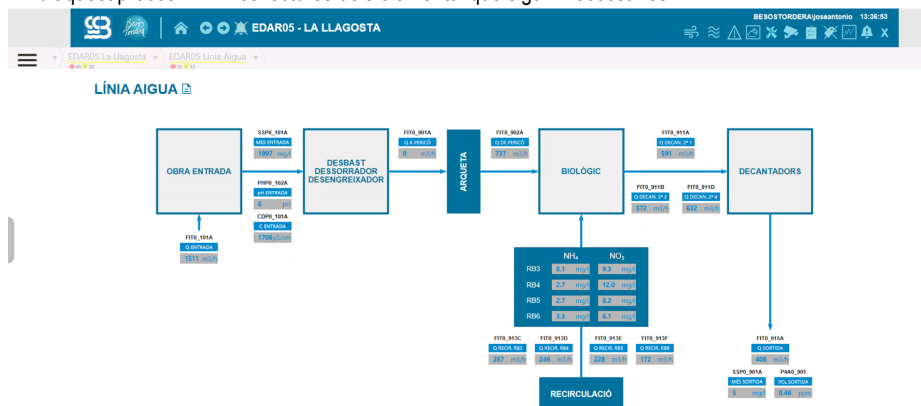 BESOSTORDERA\joseantonio 13:36:53
SCB Besòs Tordera EDAR05 - LA LLAGOSTA
EDAR05 La Llagosta EDAR05 Línia Aigua
LÍNIA AIGUA
OBRA ENTRADA
SSP0_101A
MES ENTRADA
1997 mg/l
PHP0_102A
pH ENTRADA
6 pH
CDP0_101A
C ENTRADA
1706 µS/cm
FIT0_101A
Q ENTRADA
1511 m3/h
DESBAST
DESSORRADOR
DESENGREIXADOR
FIT0_901A
Q A PERICÓ
0 m3/h
ARQUETA
FIT0_902A
Q DE PERICÓ
737 m3/h
BIOLÒGIC
FIT0_911A
Q DECAN. 2ª 1
591 m3/h
FIT0_911B
Q DECAN. 2ª 2
572 m3/h
FIT0_911D
Q DECAN. 2ª 4
632 m3/h
DECANTADORS
NH₄ NO₃
RB3 8.1 mg/l 9.3 mg/l
RB4 2.7 mg/l 12.0 mg/l
RB5 2.7 mg/l 8.2 mg/l
RB6 3.3 mg/l 6.1 mg/l
FIT0_913C FIT0_913D FIT0_913E FIT0_913F
Q RECIR. RB3 Q RECIR. RB4 Q RECIR. RB5 Q RECIR. RB6
267 m3/h 246 m3/h 228 m3/h 172 m3/h
RECIRCULACIÓ
FIT0_915A
Q SORTIDA
408 m3/h
SSP0_901A P4A0_901
MES SORTIDA PO₄ SORTIDA
5 mg/l 0.46 ppm